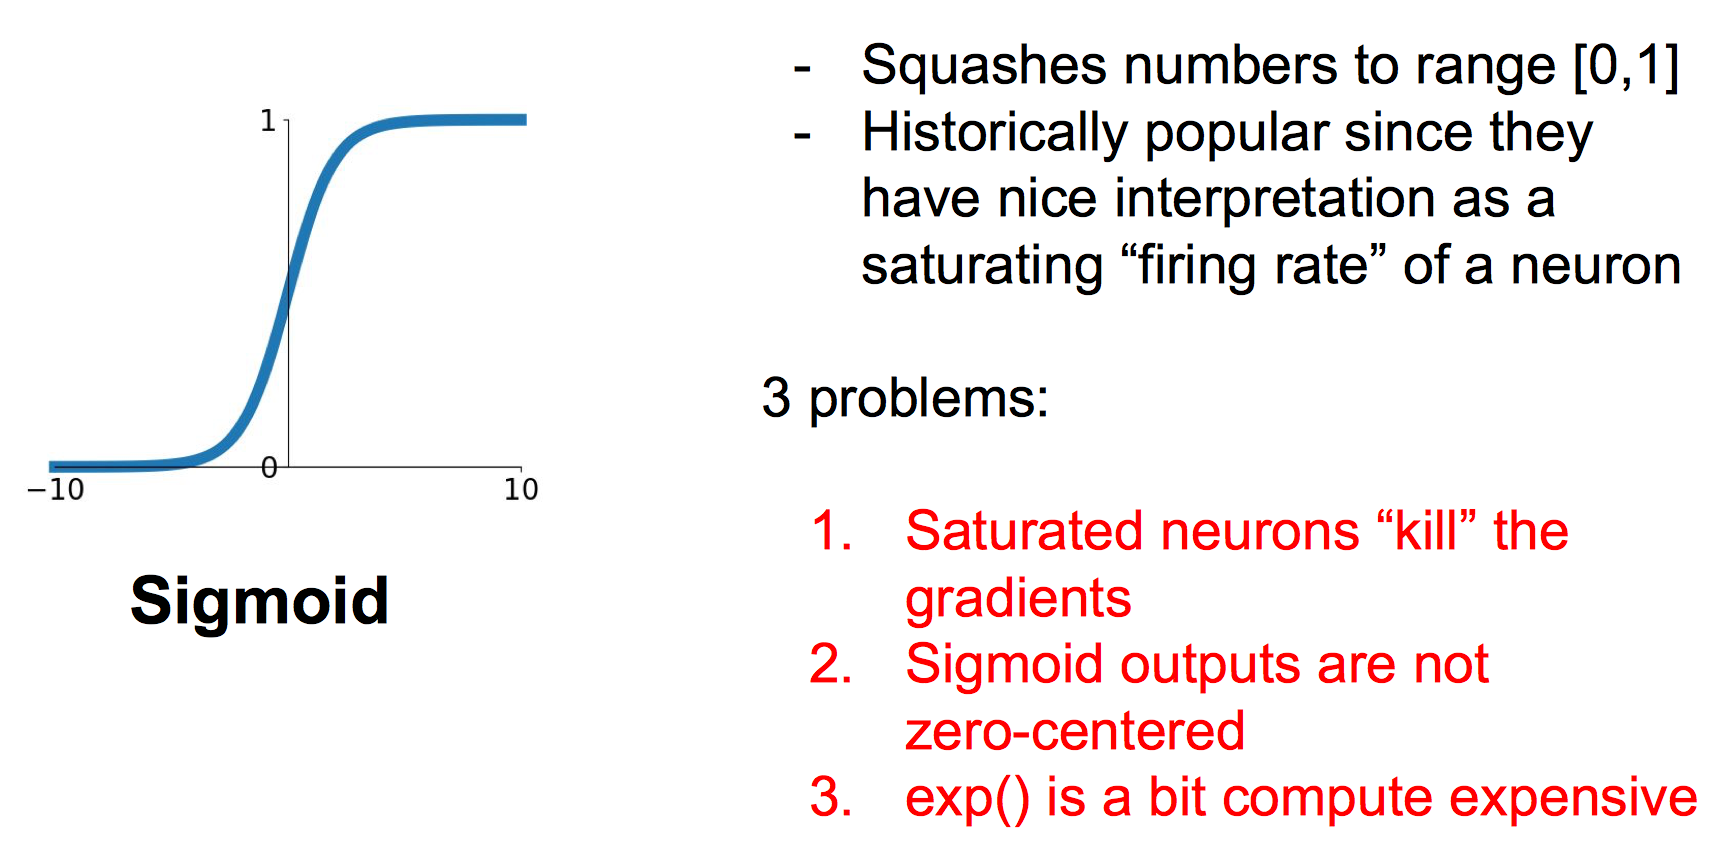 1
0
−10
10
Sigmoid
- Squashes numbers to range [0,1]
- Historically popular since they
have nice interpretation as a
saturating “firing rate” of a neuron
3 problems:
1. Saturated neurons “kill” the
gradients
2. Sigmoid outputs are not
zero-centered
3. exp() is a bit compute expensive